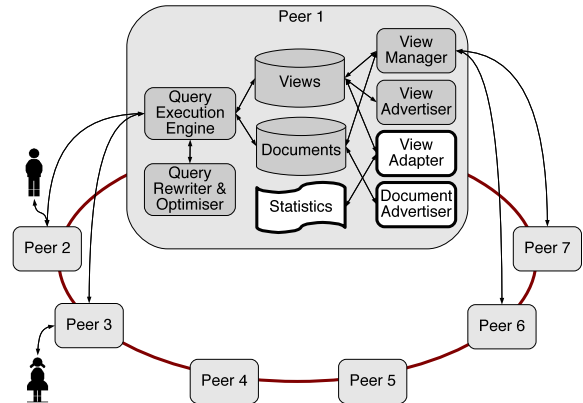 Peer 1
Query
Execution
Engine
Query
Rewriter &
Optimiser
Views
Documents
Statistics
View
Manager
View
Advertiser
View
Adapter
Document
Advertiser
Peer 2
Peer 3
Peer 4
Peer 5
Peer 6
Peer 7